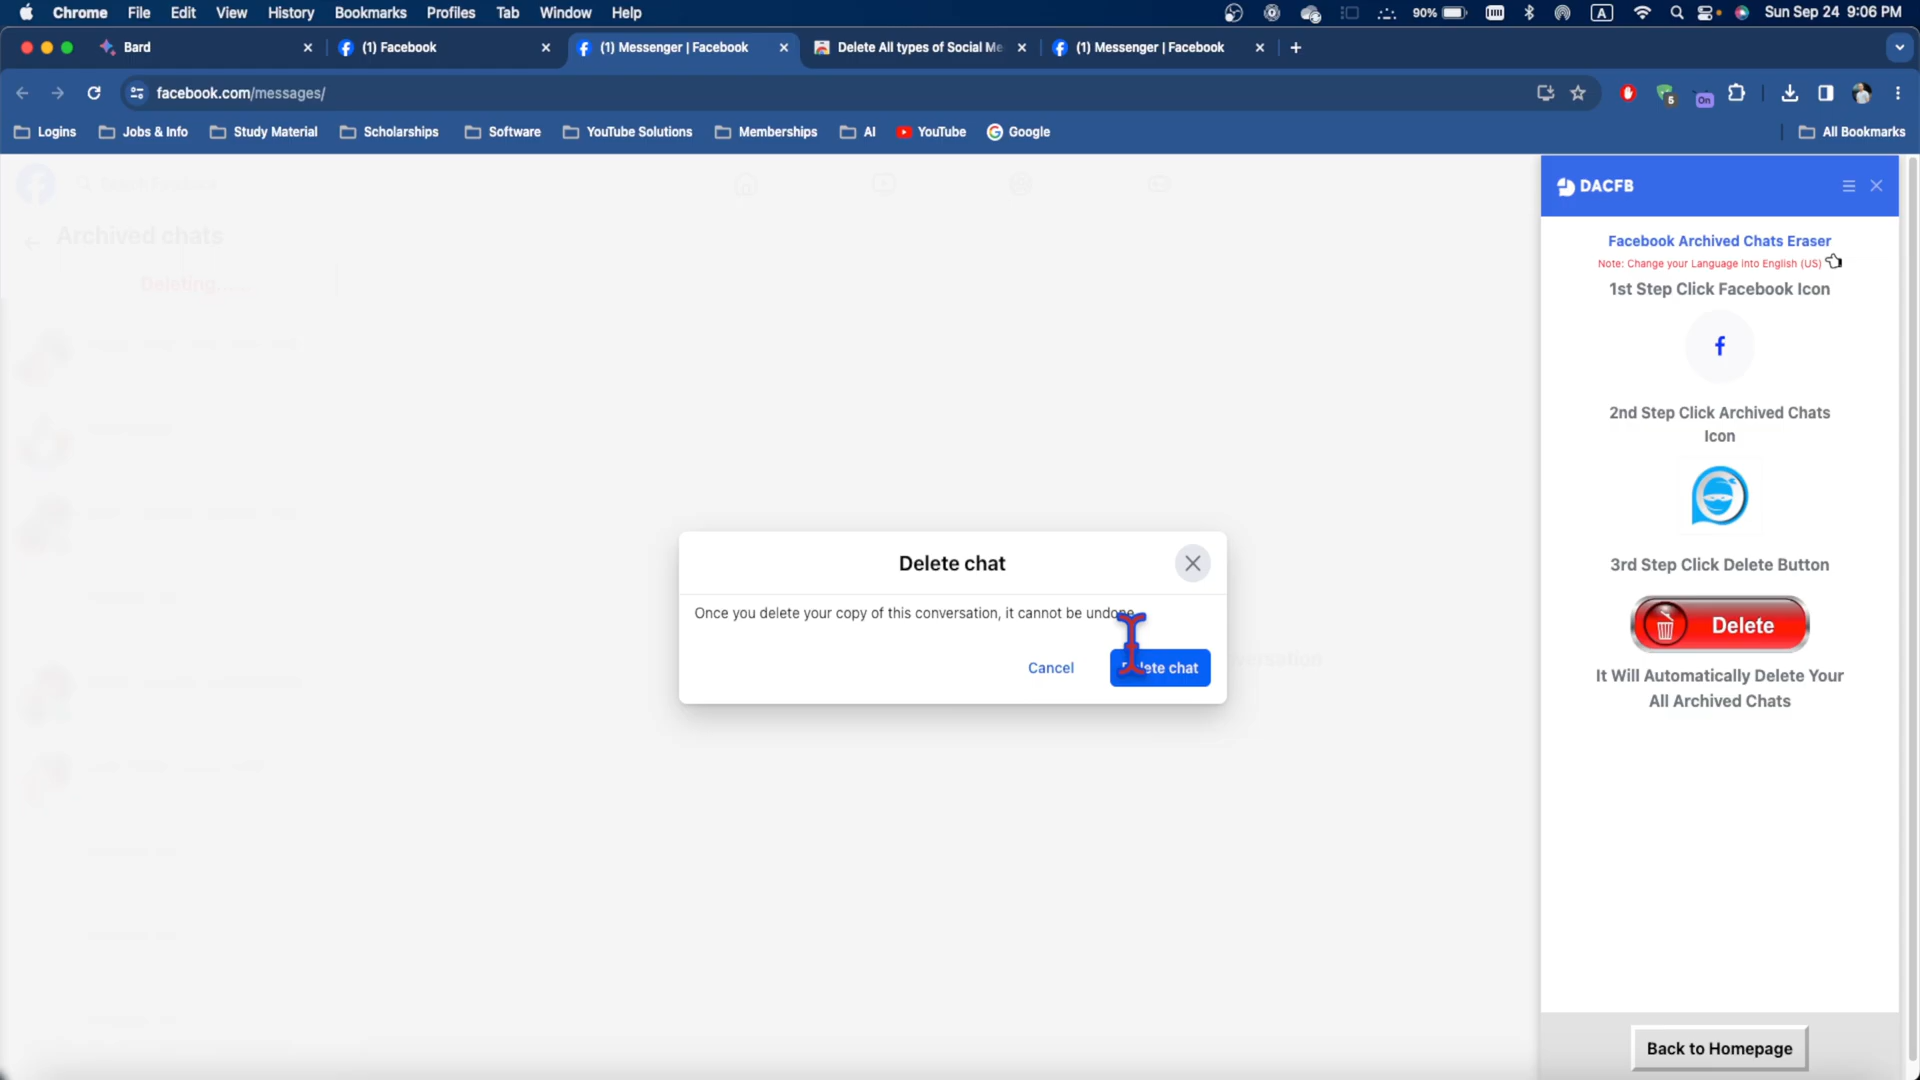 Chrome File Edit View History Bookmarks Profiles Tab Window Help 90% A Sun Sep 24 9:06 PM
Bard
(1) Facebook
(1) Messenger | Facebook
Delete All types of Social Me
(1) Messenger | Facebook
facebook.com/messages/
5
On
Logins Jobs & Info Study Material Scholarships Software YouTube Solutions Memberships AI YouTube Google All Bookmarks
Search Facebook
Archived chats
Deleting......
Delete chat
Once you delete your copy of this conversation, it cannot be undone
Cancel
chat
DACFB
Facebook Archived Chats Eraser
Note: Change your Language into English (US)
1st Step Click Facebook Icon
2nd Step Click Archived Chats
Icon
3rd Step Click Delete Button
Delete
It Will Automatically Delete Your
All Archived Chats
Back to Homepage